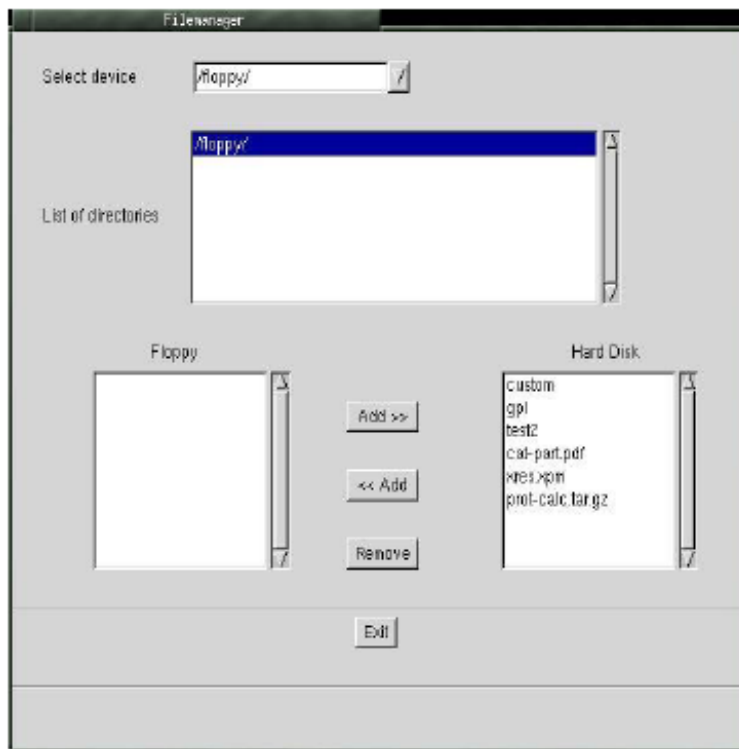 Filemanager
Select device
/floppy/
/floppy/
List of directories
Floppy
Hard Disk
custom
gpl
test2
cat-part.pdf
xres.xpm
prot-calc.tar.gz
Add >>
<< Add
Remove
Exit